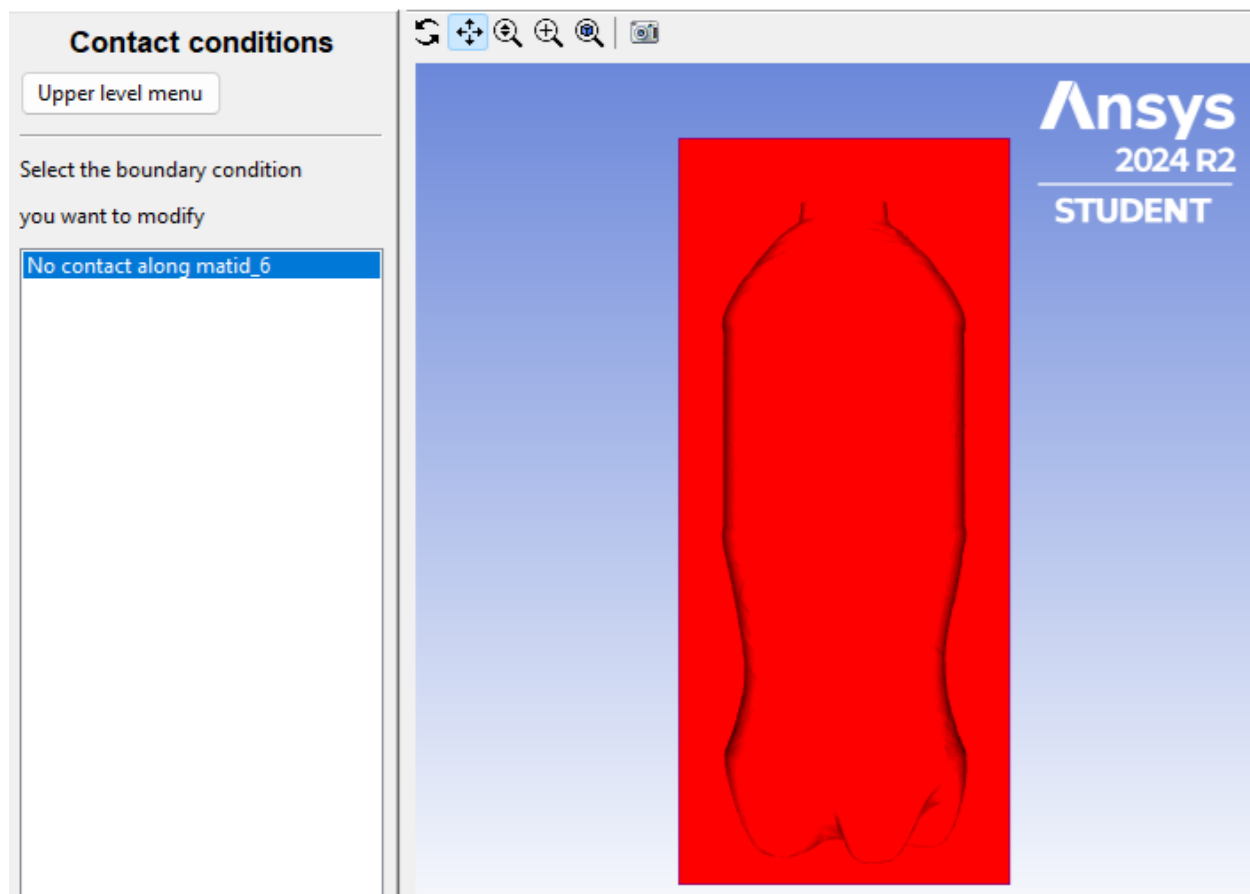 Contact conditions
Upper level menu
Select the boundary condition
you want to modify
No contact along matid_6
Ansys
2024 R2
STUDENT